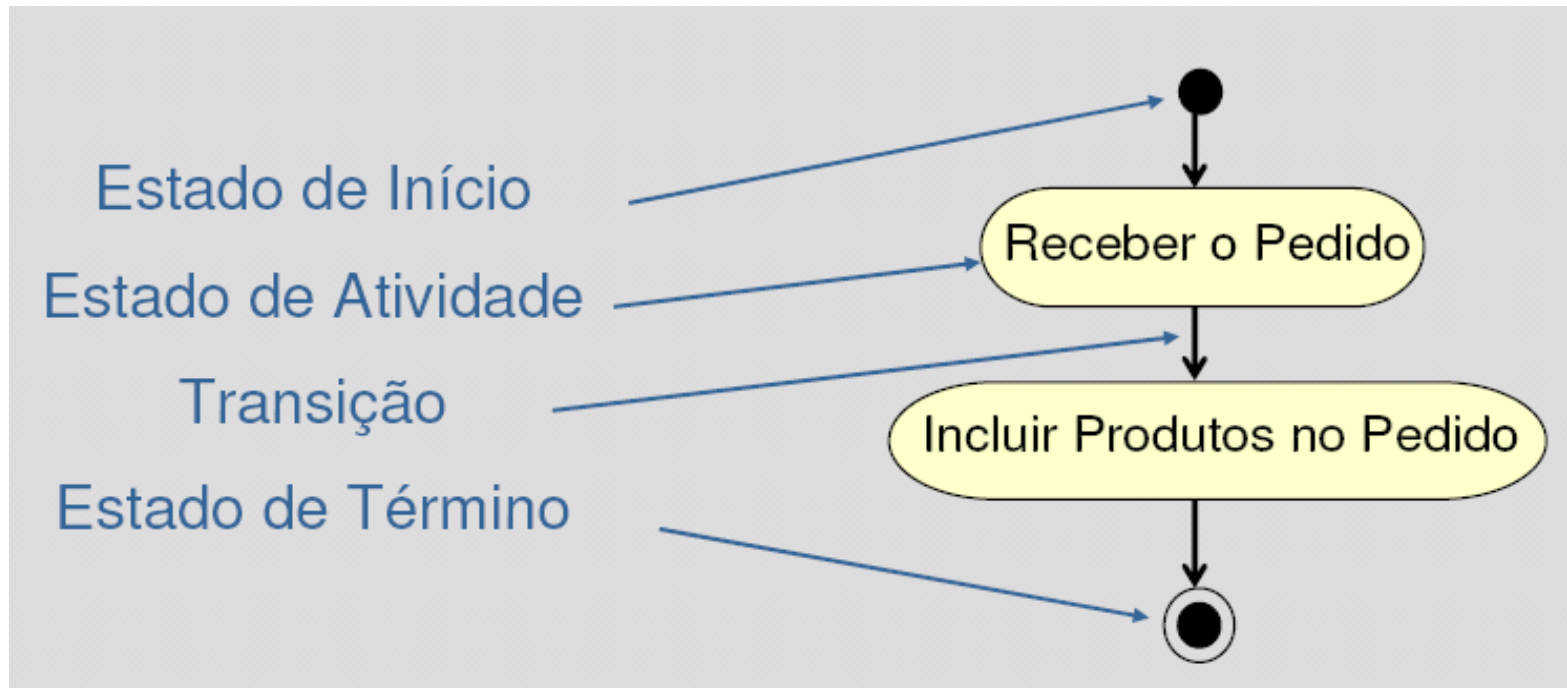 Estado de Início
Estado de Atividade
Transição
Estado de Término
Receber o Pedido
Incluir Produtos no Pedido